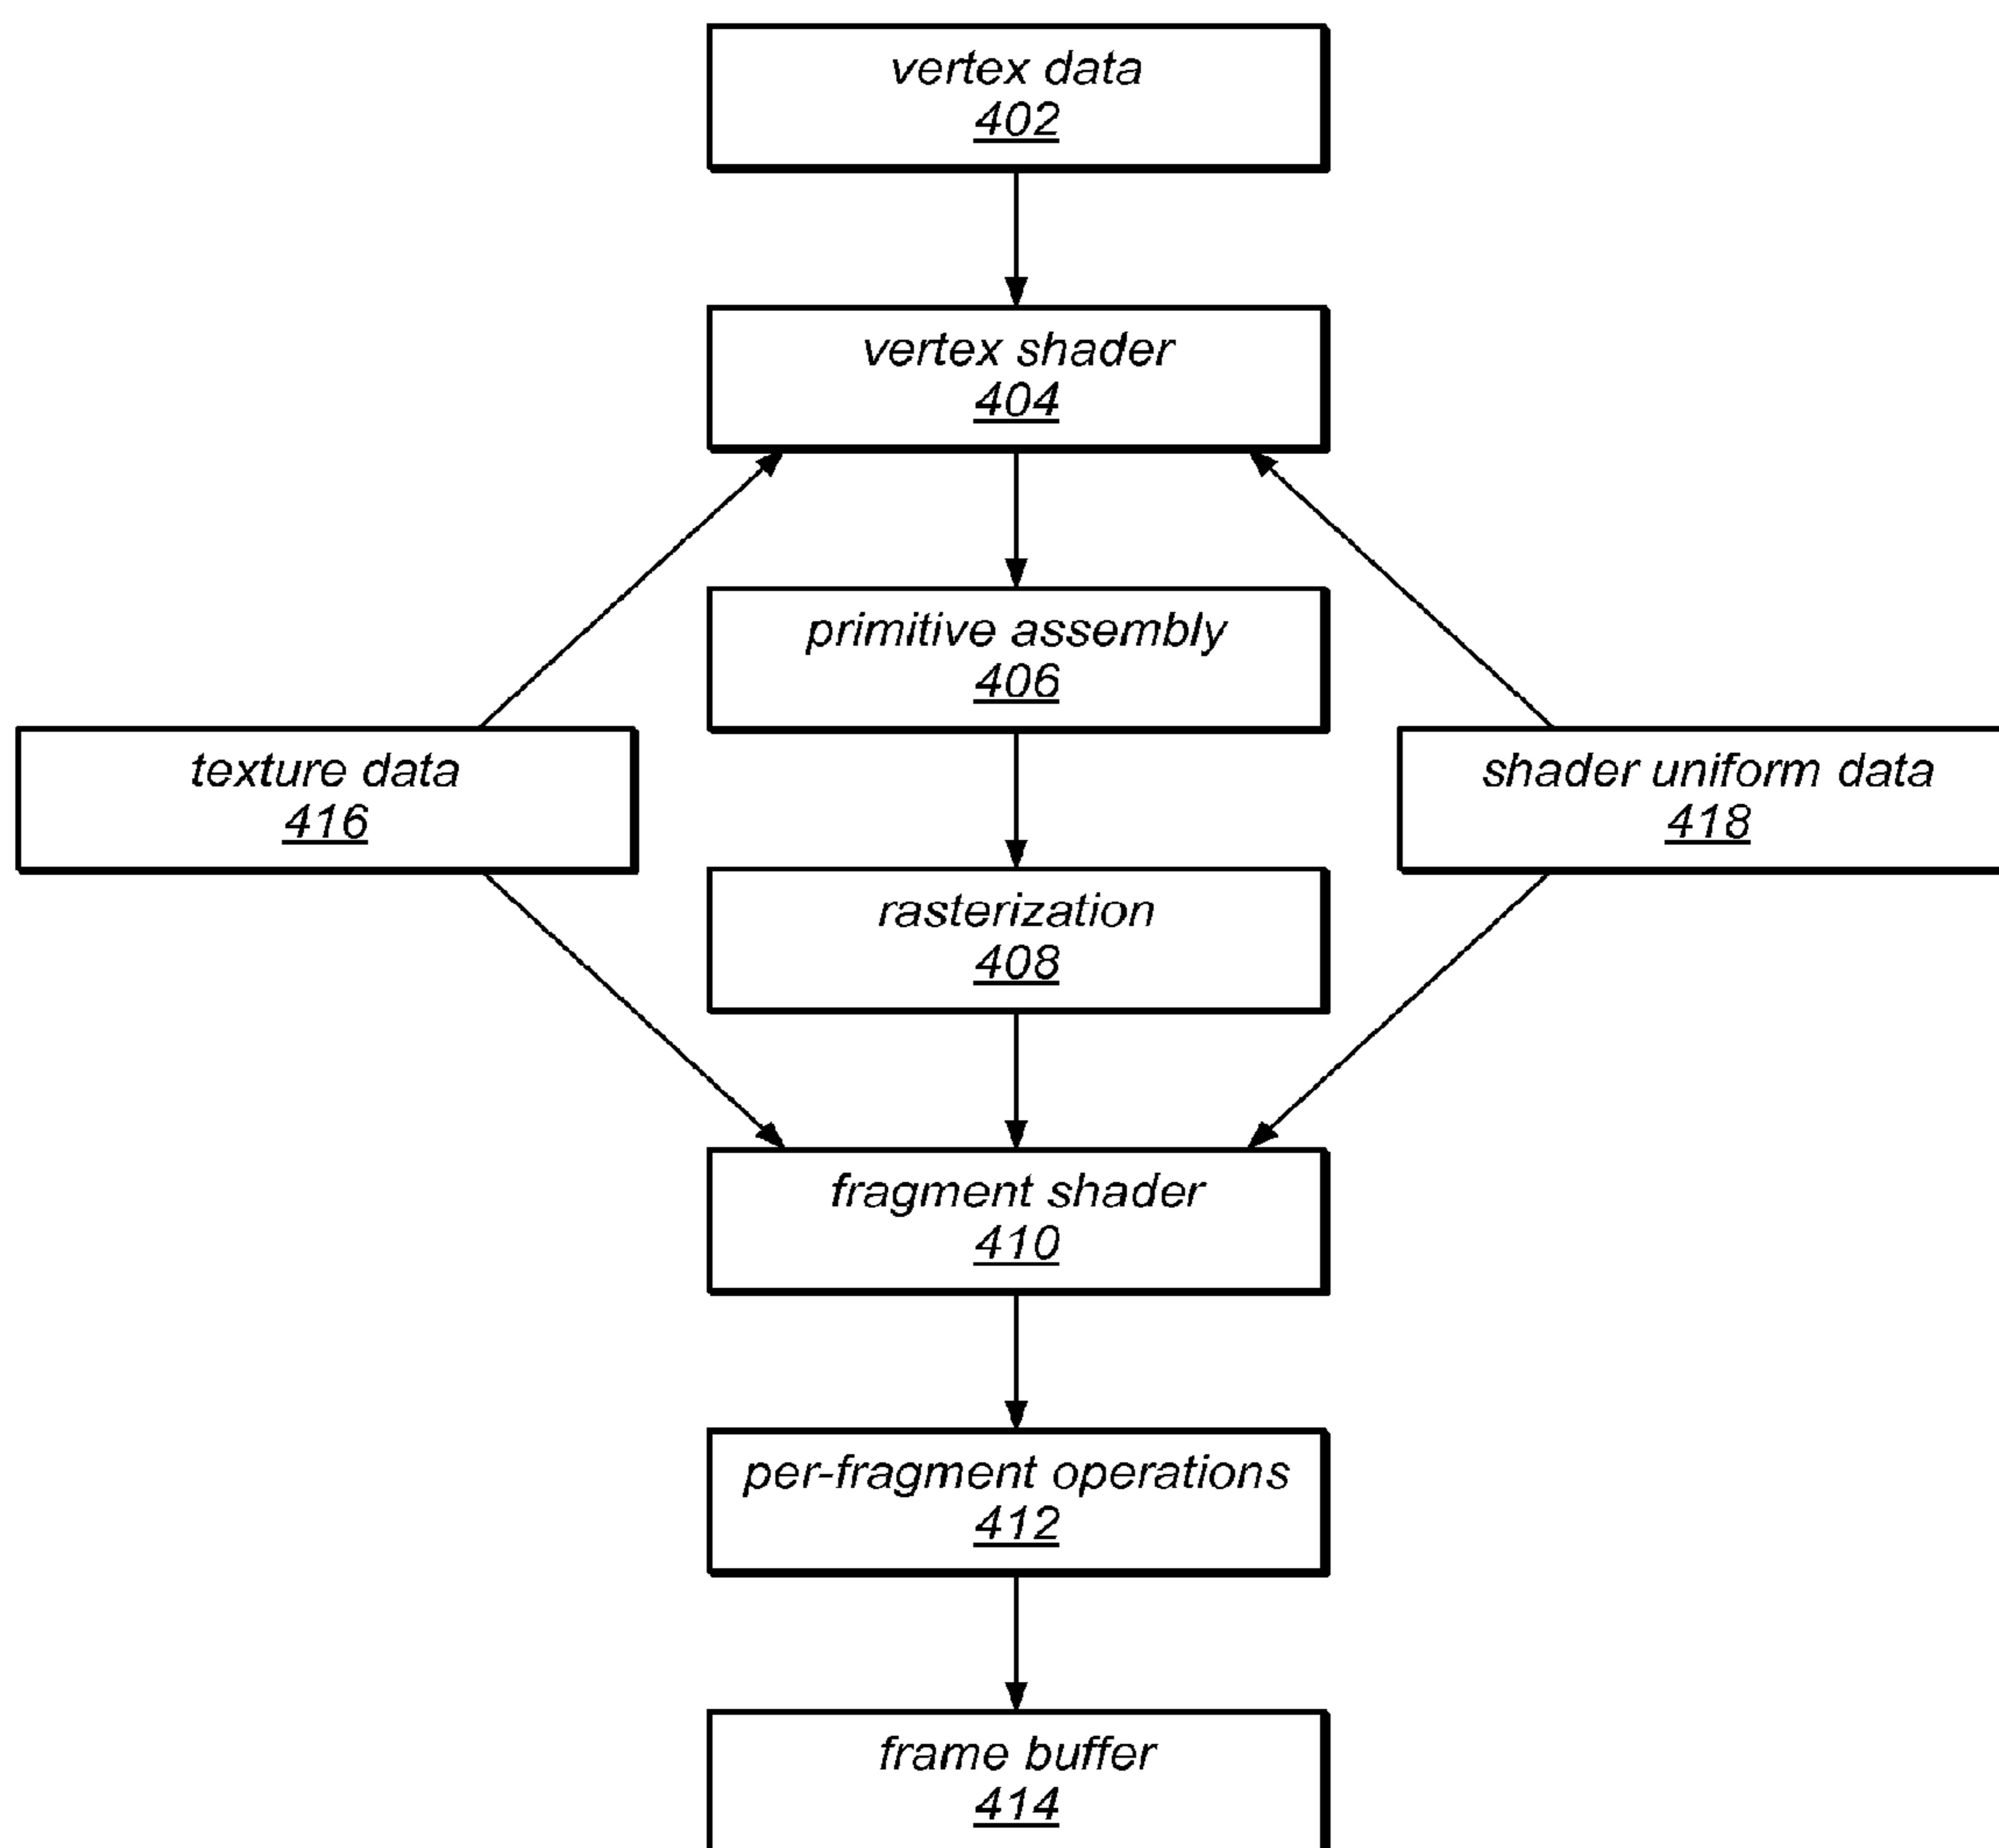 vertex data
402
vertex shader
404
primitive assembly
406
texture data
416
shader uniform data
418
rasterization
408
fragment shader
410
per-fragment operations
412
frame buffer
414